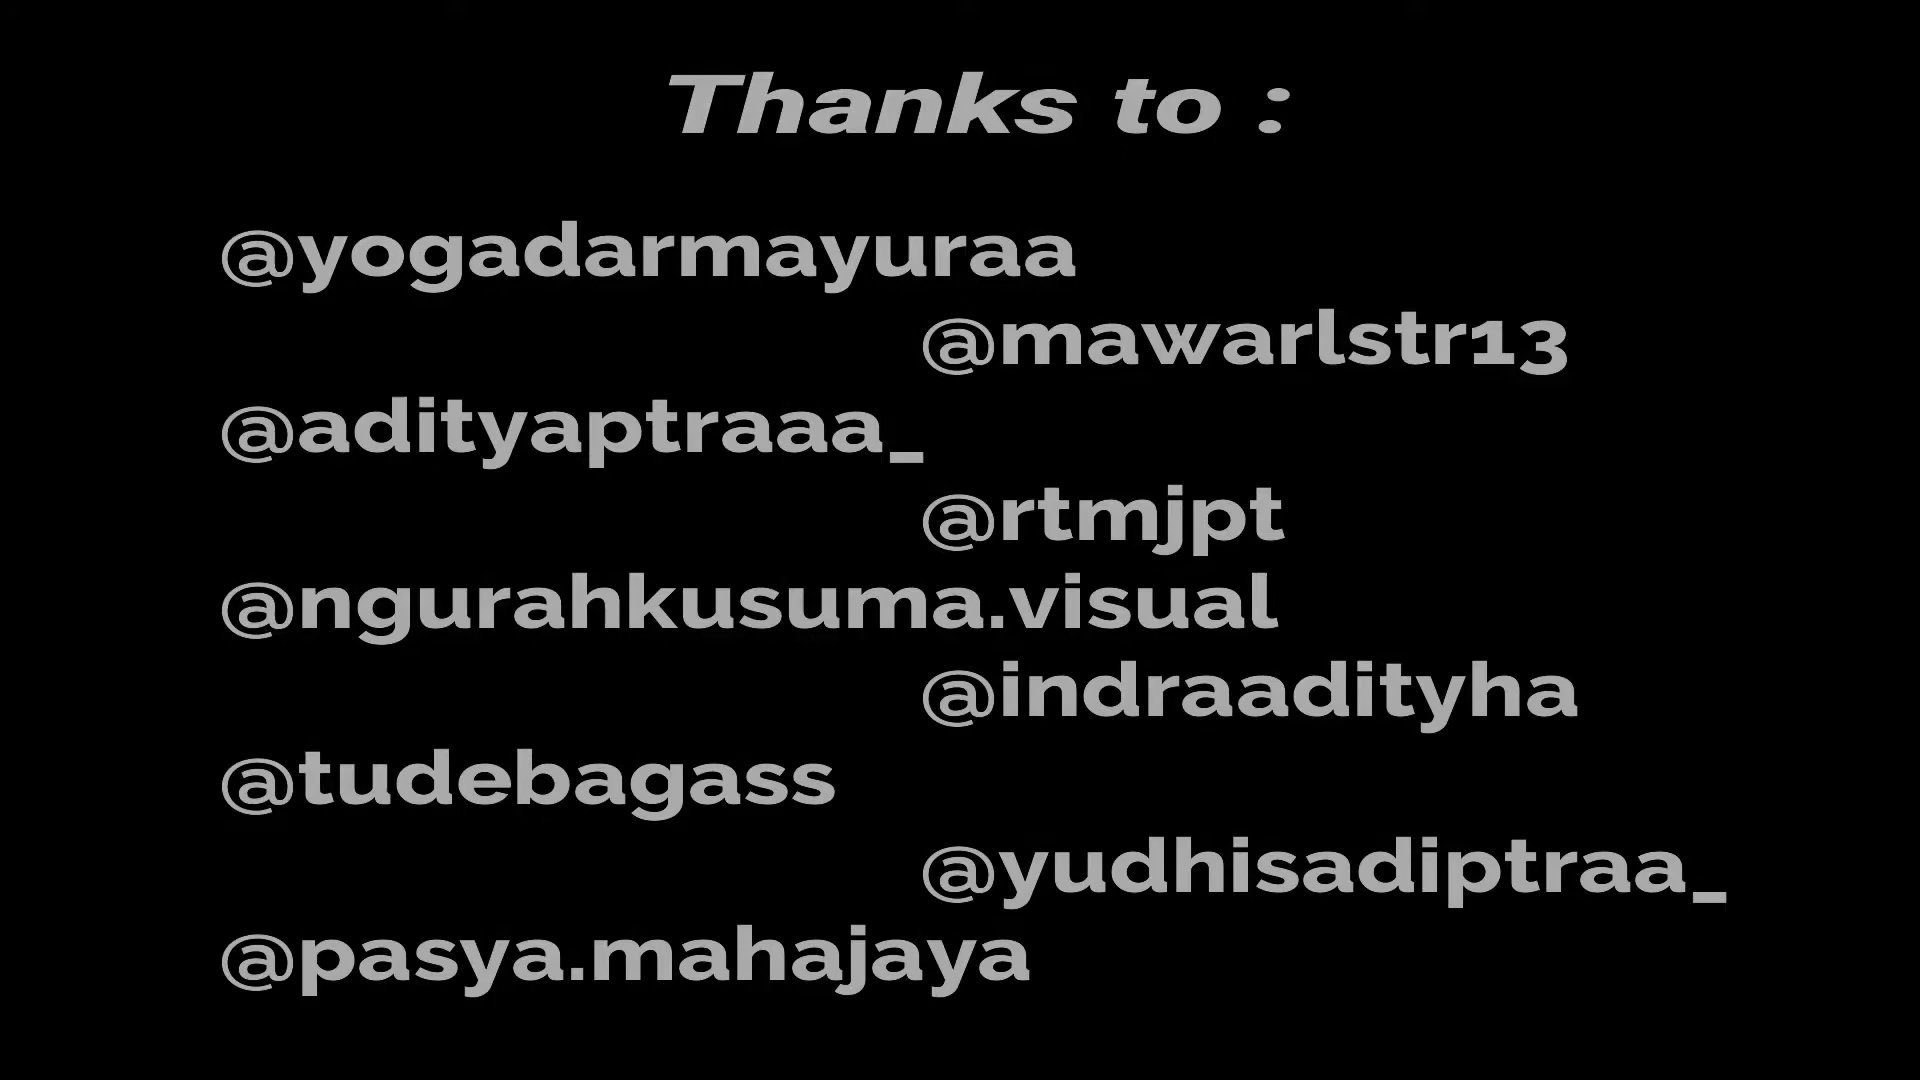 Thanks to :
@yogadarmayuraa
@mawarlstr13
@adityaptraaa_
@rtmjpt
@ngurahkusuma.visual
@indraadityha
@tudebagass
@yudhisadiptraa_
@pasya.mahajaya